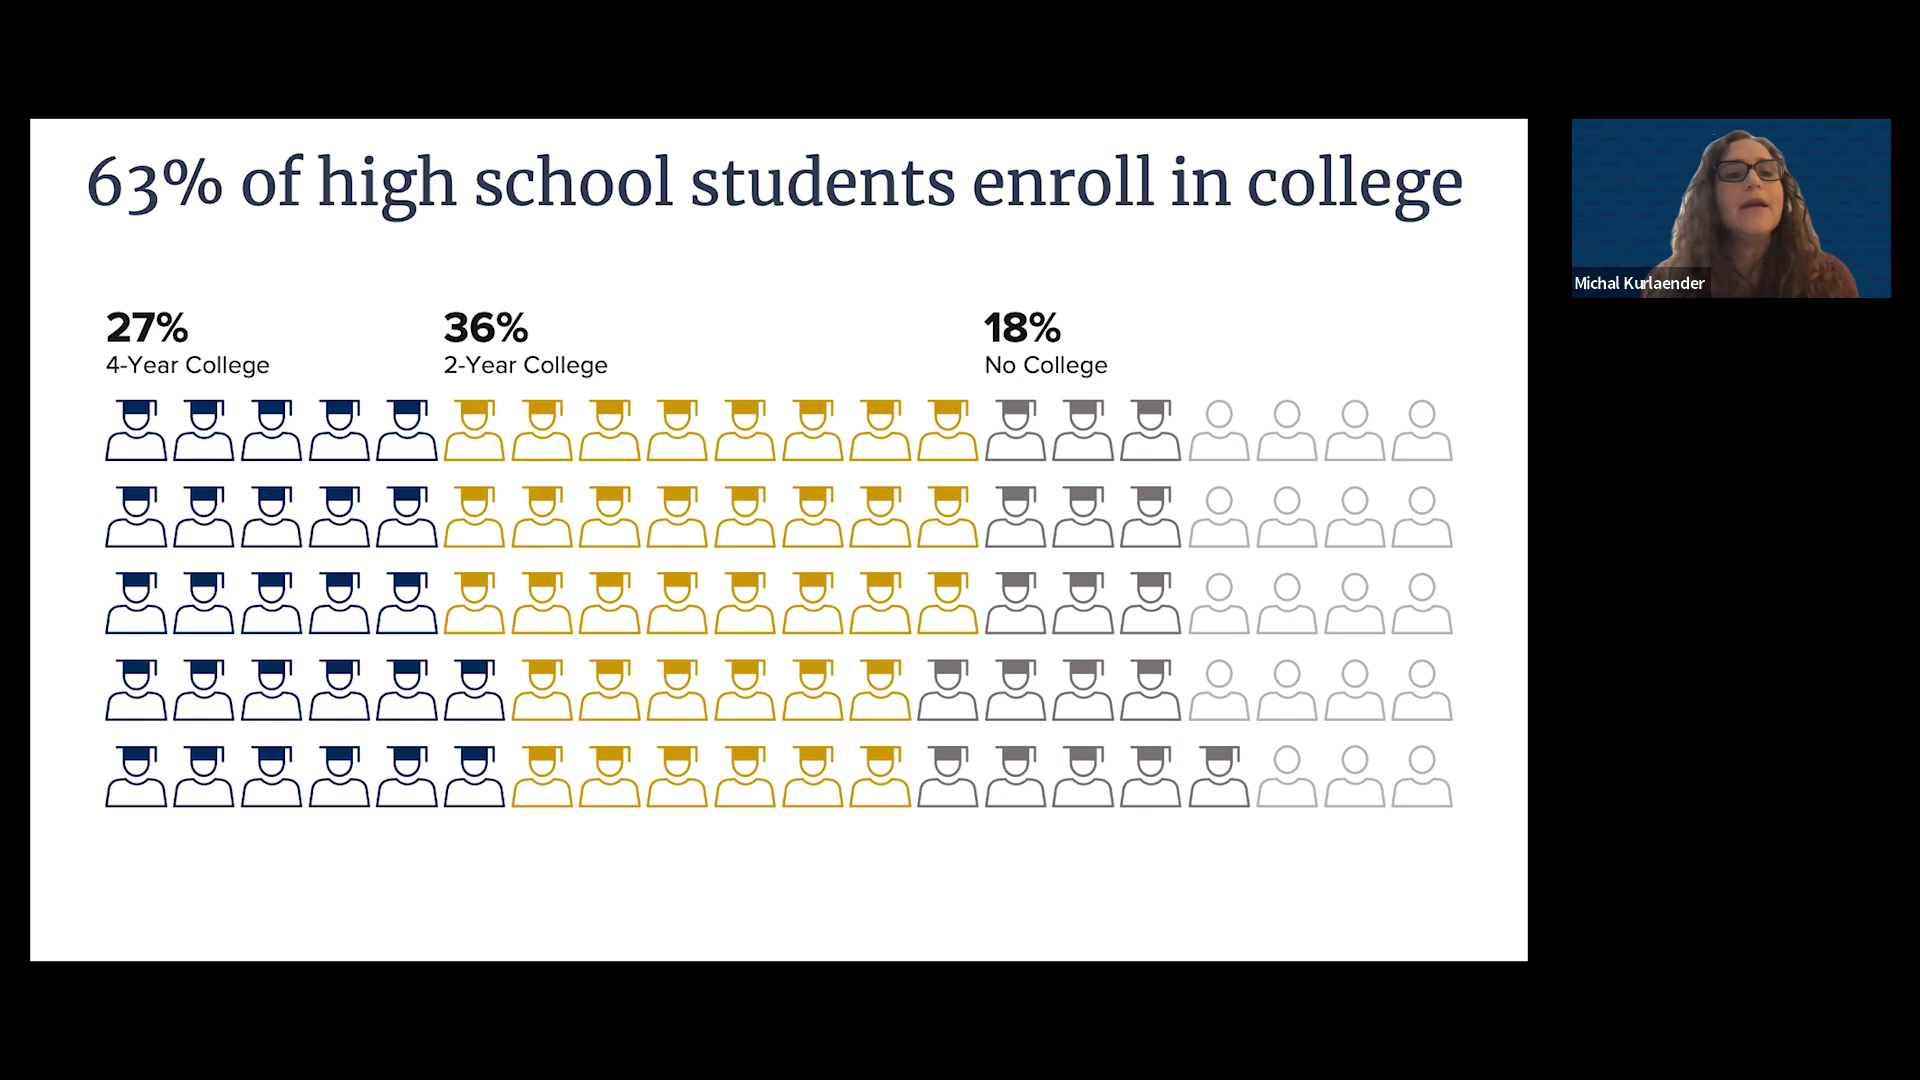 63% of high school students enroll in college
27%
4-Year College
36%
2-Year College
18%
No College
Michal Kurlaender